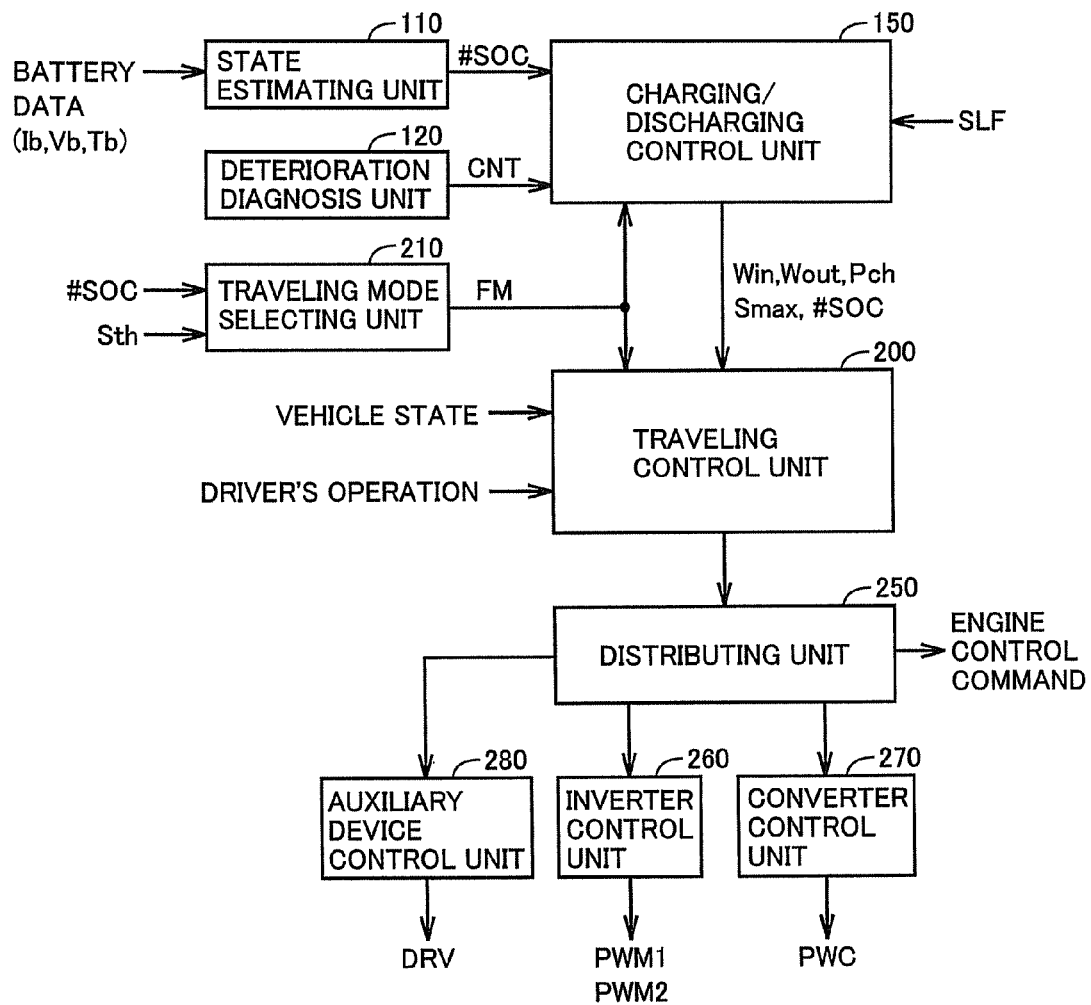 110
150
BATTERY
DATA
(Ib,Vb,Tb)
STATE
ESTIMATING UNIT
#SOC
CHARGING/
DISCHARGING
CONTROL UNIT
SLF
120
DETERIORATION
DIAGNOSIS UNIT
CNT
210
#SOC
Sth
TRAVELING MODE
SELECTING UNIT
FM
Win,Wout,Pch
Smax, #SOC
200
VEHICLE STATE
DRIVER'S OPERATION
TRAVELING
CONTROL UNIT
250
DISTRIBUTING UNIT
ENGINE
CONTROL
COMMAND
280
AUXILIARY
DEVICE
CONTROL UNIT
260
INVERTER
CONTROL
UNIT
270
CONVERTER
CONTROL
UNIT
DRV
PWM1
PWM2
PWC